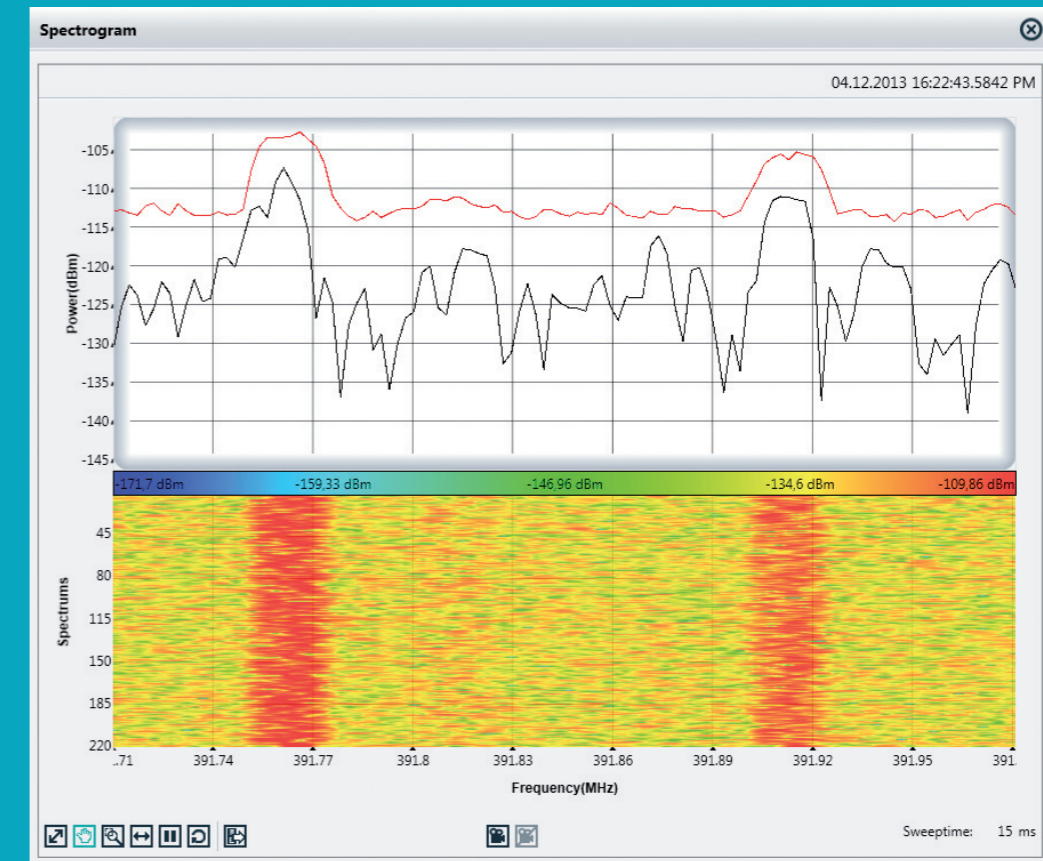 Spectrogram
04.12.2013 16:22:43.5842 PM
Power(dBm)
-105
-110
-115
-120
-125
-130
-135
-140
-145
-171,7 dBm -159,33 dBm -146,96 dBm -134,6 dBm -109,86 dBm
Spectrums
45
80
115
150
185
220
.71 391.74 391.77 391.8 391.83 391.86 391.89 391.92 391.95 391.
Frequency(MHz)
Sweeptime: 15 ms